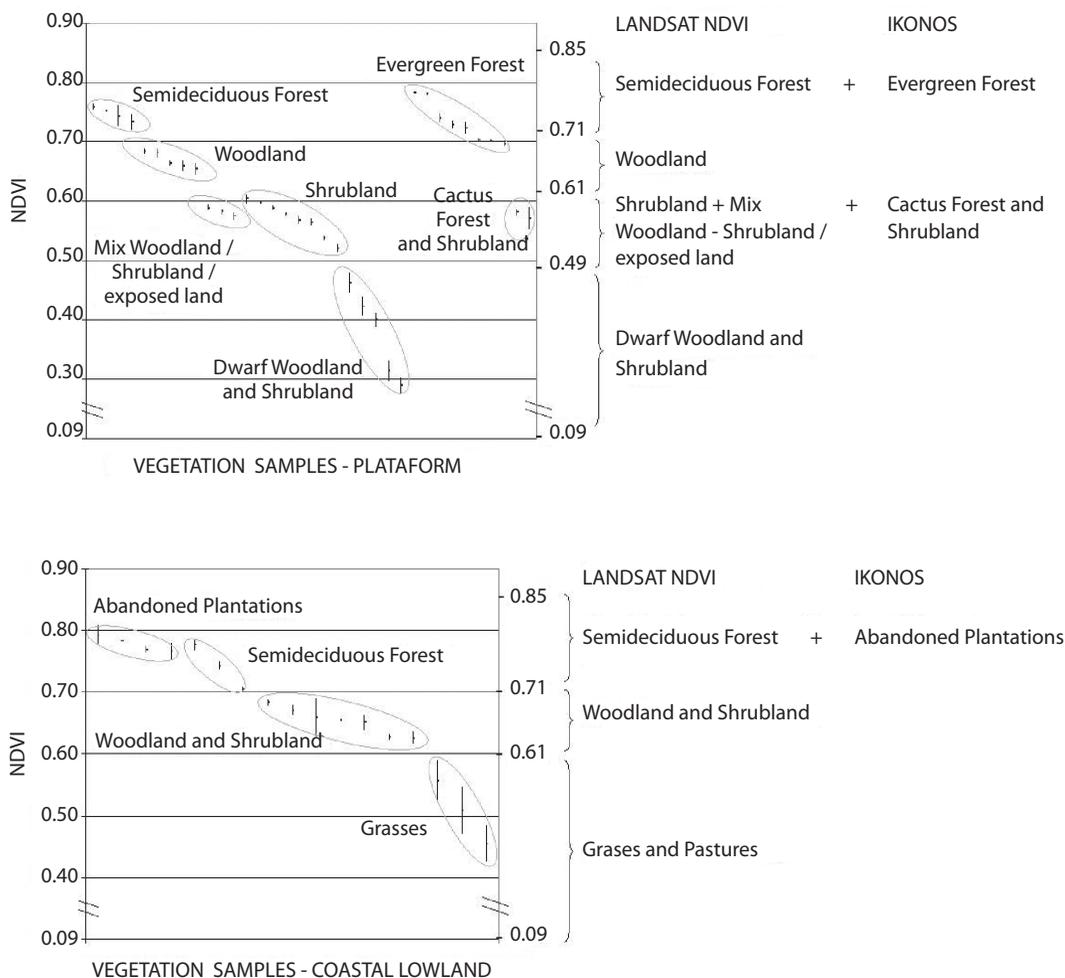 0.90
0.80
0.70
0.60
0.50
0.40
0.30
0.09
NDVI
Semideciduous Forest
Evergreen Forest
Woodland
Shrubland
Cactus
Forest
and Shrubland
Mix Woodland /
Shrubland /
exposed land
Dwarf Woodland
and Shrubland
VEGETATION SAMPLES - PLATAFORM
0.85
0.71
0.61
0.49
0.09
LANDSAT NDVI IKONOS
Semideciduous Forest + Evergreen Forest
Woodland
Shrubland + Mix + Cactus Forest and
Woodland - Shrubland / Shrubland
exposed land
Dwarf Woodland and
Shrubland
0.90
0.80
0.70
0.60
0.50
0.40
0.09
NDVI
Abandoned Plantations
Semideciduous Forest
Woodland and Shrubland
Grasses
VEGETATION SAMPLES - COASTAL LOWLAND
0.85
0.71
0.61
0.09
LANDSAT NDVI IKONOS
Semideciduous Forest + Abandoned Plantations
Woodland and Shrubland
Grases and Pastures